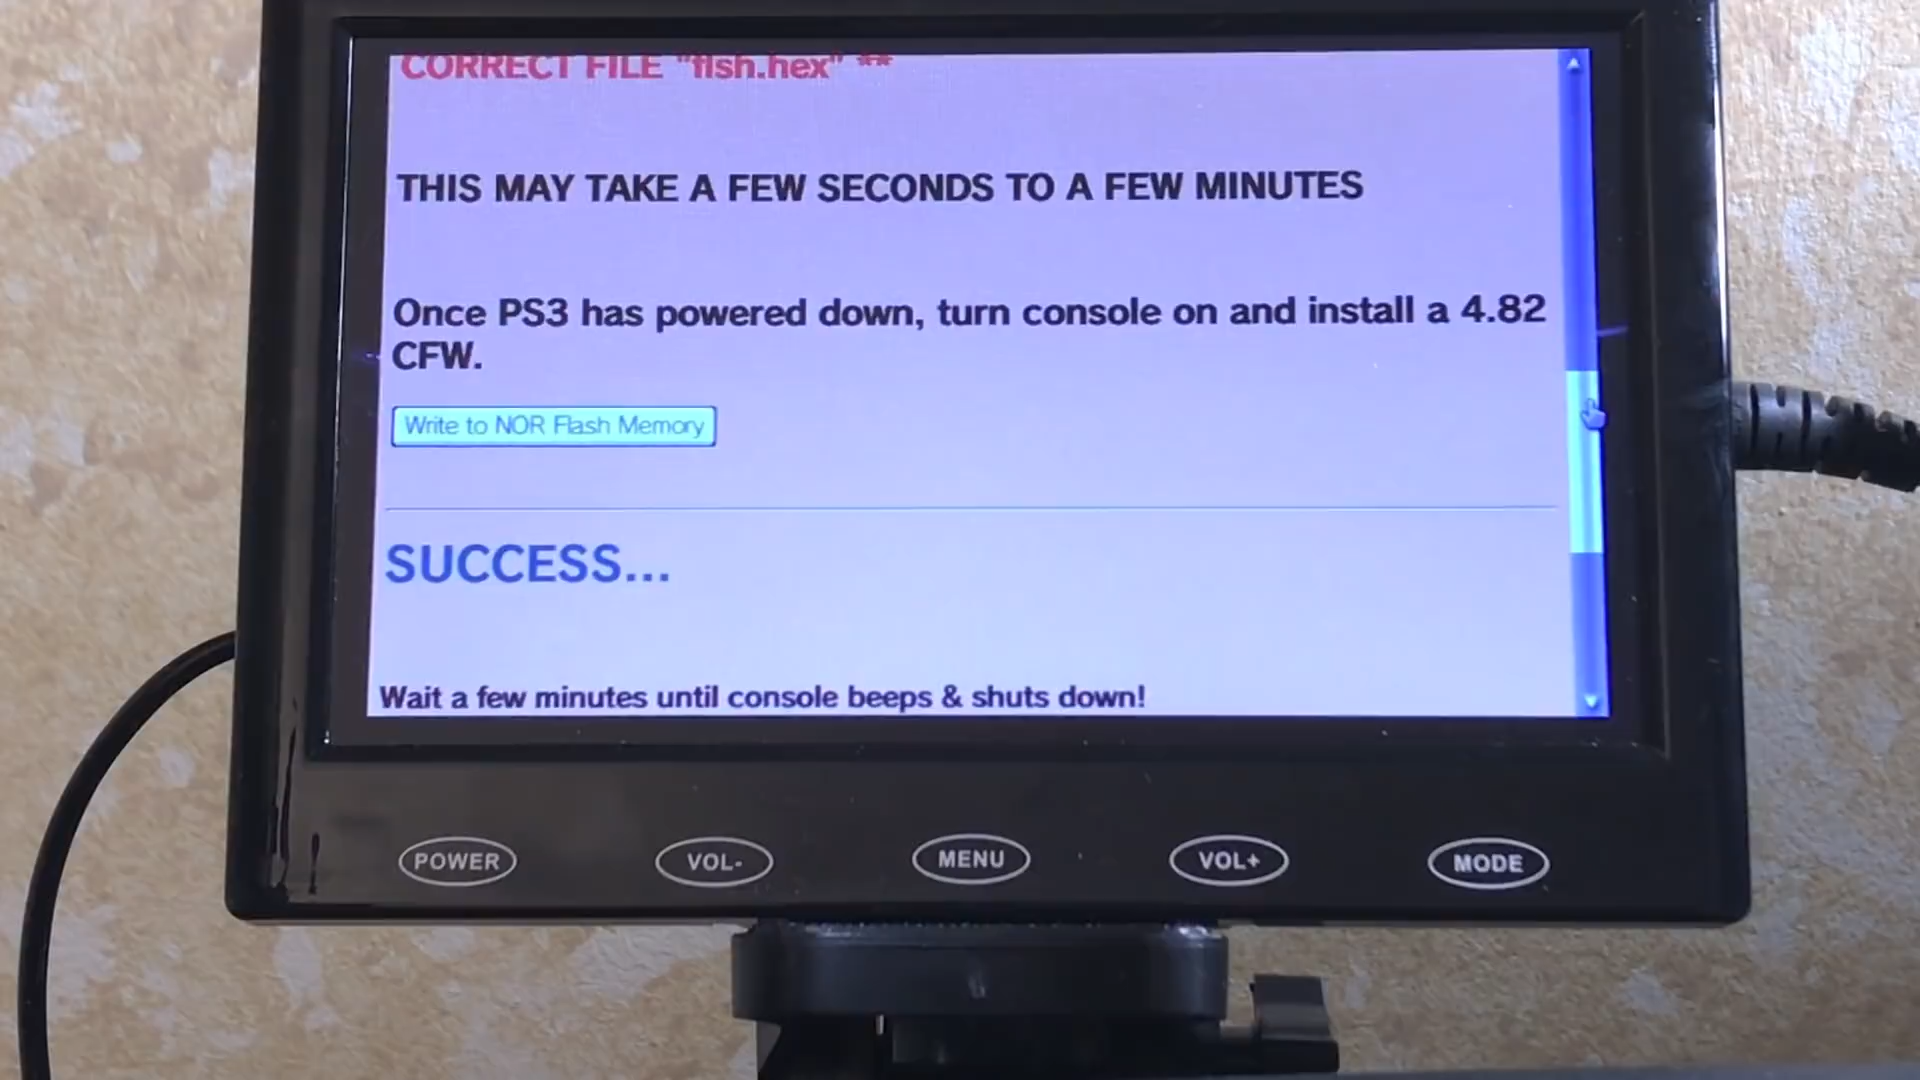 CORRECT FILE "flsh.hex" **
THIS MAY TAKE A FEW SECONDS TO A FEW MINUTES
Once PS3 has powered down, turn console on and install a 4.82
CFW.
Write to NOR Flash Memory
SUCCESS...
Wait a few minutes until console beeps & shuts down!
POWER VOL- MENU VOL+ MODE